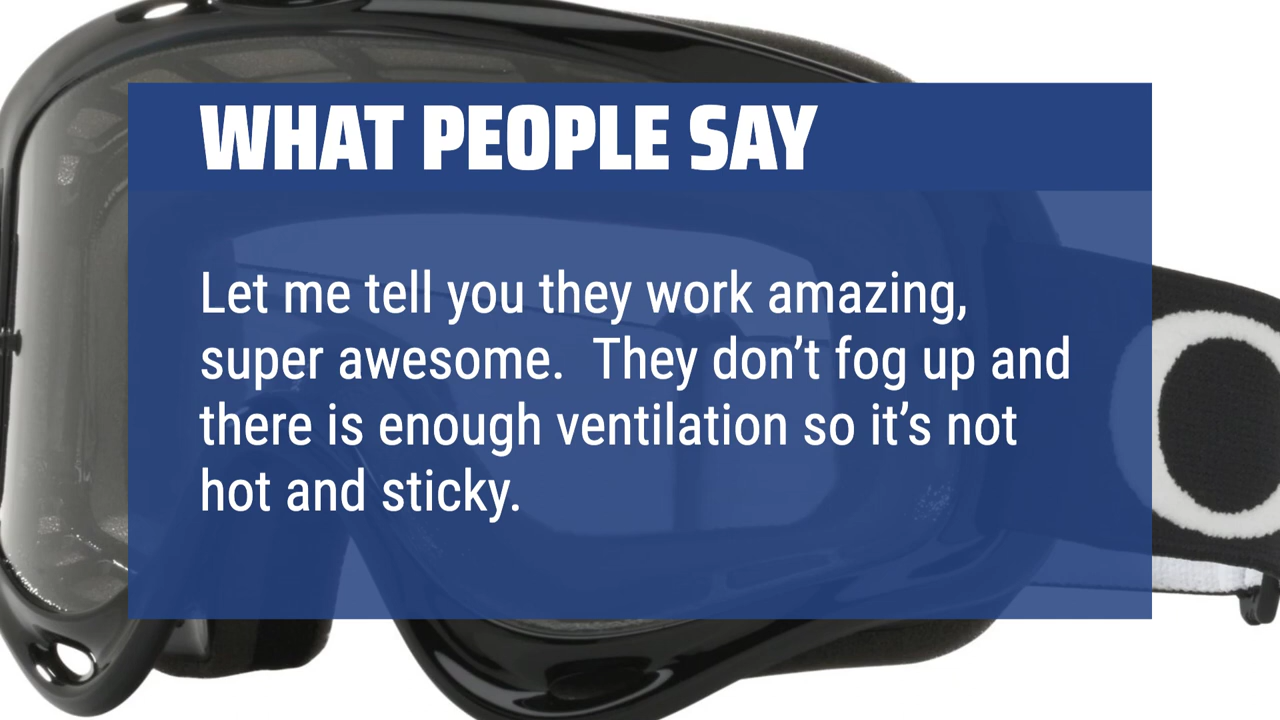 WHAT PEOPLE SAY
Let me tell you they work amazing,
super awesome.  They don’t fog up and
there is enough ventilation so it’s not
hot and sticky.